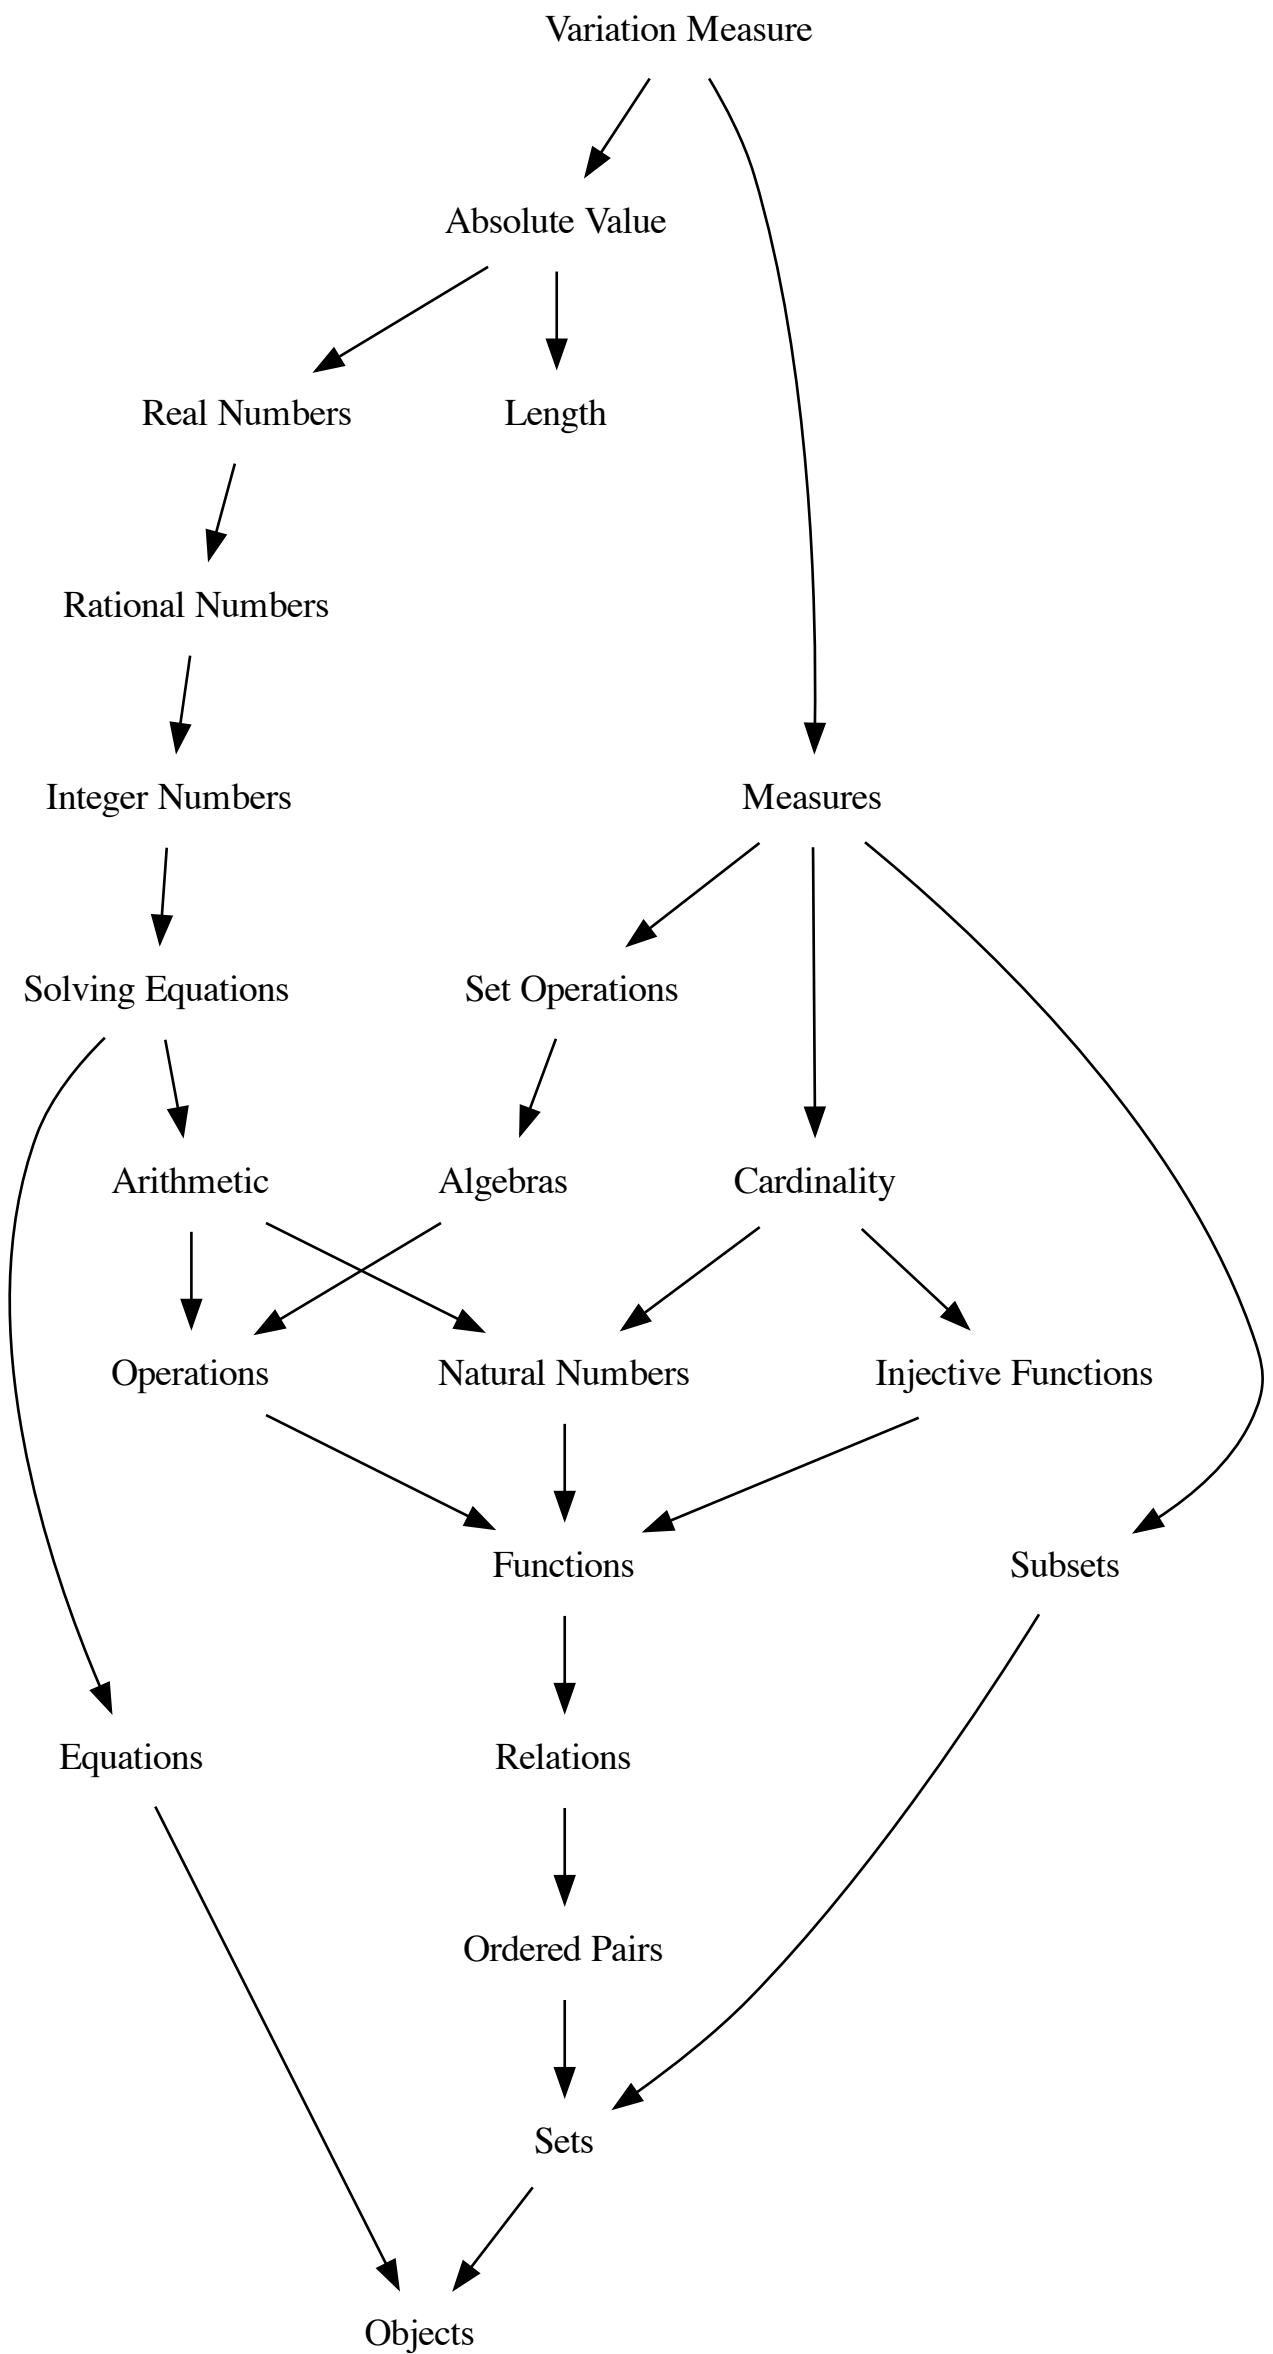 Variation Measure
Absolute Value
Real Numbers
Length
Rational Numbers
Integer Numbers
Measures
Solving Equations
Set Operations
Arithmetic
Algebras
Cardinality
Operations
Natural Numbers
Injective Functions
Functions
Subsets
Equations
Relations
Ordered Pairs
Sets
Objects